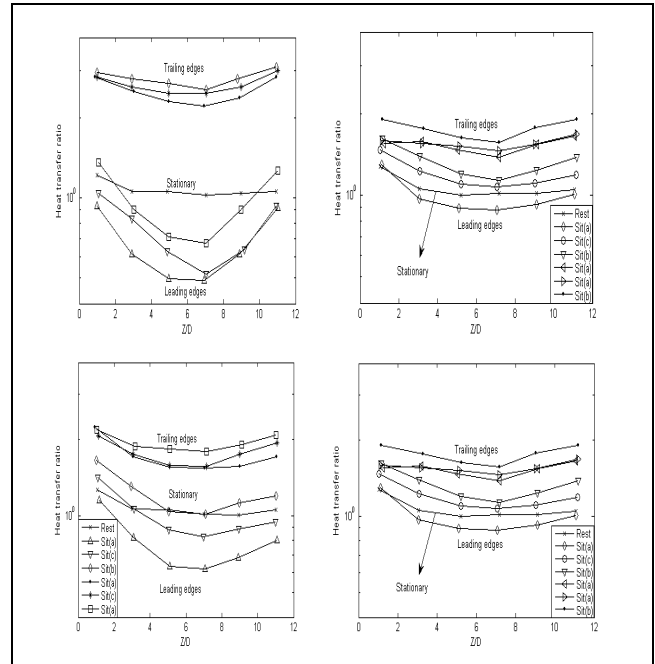 Trailing edges
Stationary
Leading edges
Heat transfer ratio
10^0
0 2 4 6 8 10 12
Z/D
Trailing edges
Leading edges
Stationary
Heat transfer ratio
10^0
Rest
Sit(a)
Sit(c)
Sit(b)
Sit(a)
Sit(a)
Sit(b)
0 2 4 6 8 10 12
Z/D
Trailing edges
Stationary
Leading edges
Heat transfer ratio
10^0
Rest
Sit(a)
Sit(c)
Sit(b)
Sit(a)
Sit(c)
Sit(a)
0 2 4 6 8 10 12
Z/D
Trailing edges
Leading edges
Stationary
Heat transfer ratio
10^0
Rest
Sit(a)
Sit(c)
Sit(b)
Sit(a)
Sit(a)
Sit(b)
0 2 4 6 8 10 12
Z/D